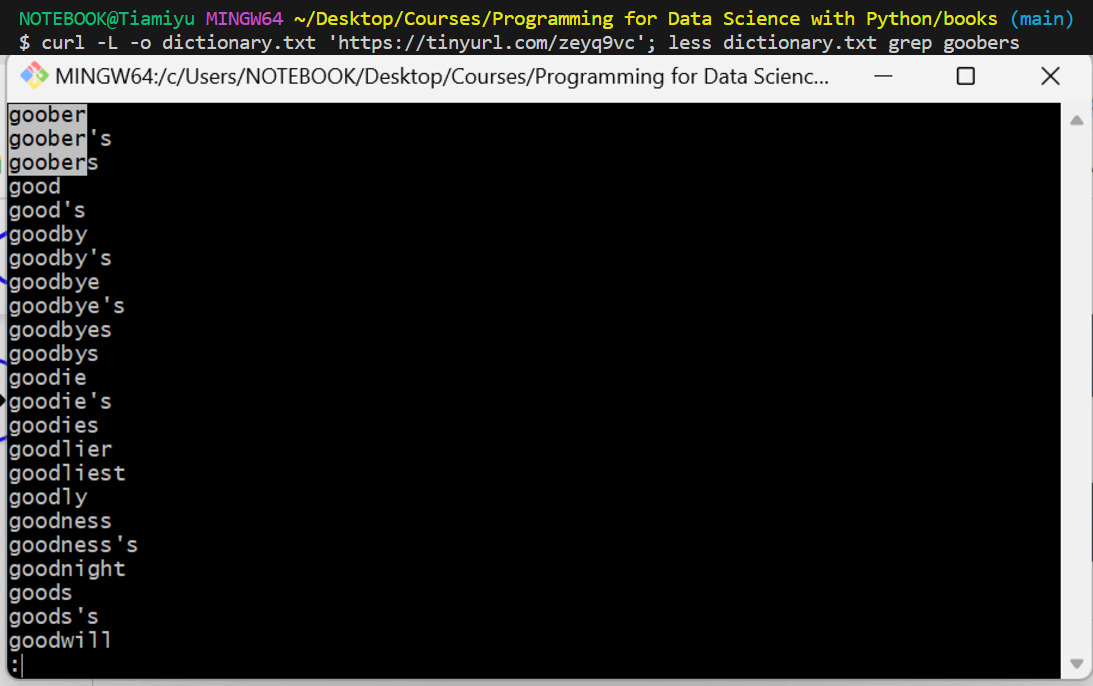 NOTEBOOK@Tiamiyu MINGW64 ~/Desktop/Courses/Programming for Data Science with Python/books (main)
$ curl -L -o dictionary.txt 'https://tinyurl.com/zeyq9vc'; less dictionary.txt grep goobers
MINGW64:/c/Users/NOTEBOOK/Desktop/Courses/Programming for Data Scienc...
goober
goober's
goobers
good
good's
goodby
goodby's
goodbye
goodbye's
goodbyes
goodbys
goodie
goodie's
goodies
goodlier
goodliest
goodly
goodness
goodness's
goodnight
goods
goods's
goodwill
: